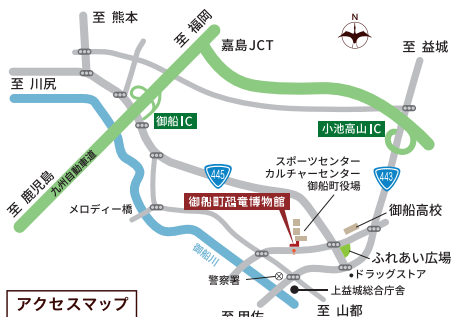 至 熊本
至 福岡
嘉島JCT
N
至 益城
至 川尻
御船IC
小池高山IC
九州自動車道
至 鹿児島
445
443
スポーツセンター
カルチャーセンター
御船町役場
御船町恐竜博物館
メロディー橋
御船高校
御船川
ふれあい広場
ドラッグストア
警察署
上益城総合庁舎
至 山都
至 甲佐
アクセスマップ